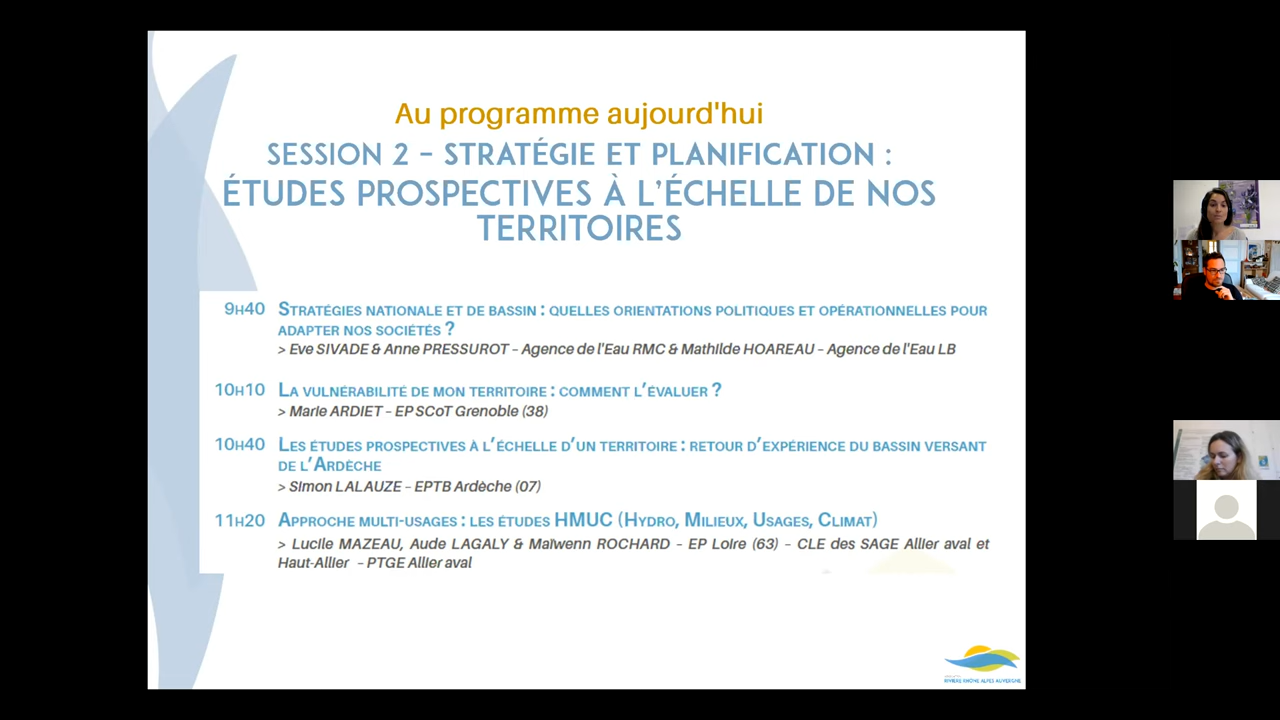 Au programme aujourd'hui
SESSION 2 – STRATÉGIE ET PLANIFICATION :
ÉTUDES PROSPECTIVES À L'ÉCHELLE DE NOS
TERRITOIRES
9H40 STRATÉGIES NATIONALE ET DE BASSIN : QUELLES ORIENTATIONS POLITIQUES ET OPÉRATIONNELLES POUR
ADAPTER NOS SOCIÉTÉS ?
> Eve SIVADE & Anne PRESSUROT – Agence de l'Eau RMC & Mathilde HOAREAU – Agence de l'Eau LB
10H10 LA VULNÉRABILITÉ DE MON TERRITOIRE : COMMENT L'ÉVALUER ?
> Marie ARDIET – EP SCoT Grenoble (38)
10H40 LES ÉTUDES PROSPECTIVES À L'ÉCHELLE D'UN TERRITOIRE : RETOUR D'EXPÉRIENCE DU BASSIN VERSANT
DE L'ARDÈCHE
> Simon LALAUZE – EPTB Ardèche (07)
11H20 APPROCHE MULTI-USAGES : LES ÉTUDES HMUC (HYDRO, MILIEUX, USAGES, CLIMAT)
> Lucile MAZEAU, Aude LAGALY & Maïwenn ROCHARD – EP Loire (63) – CLE des SAGE Allier aval et
Haut-Allier – PTGE Allier aval
RIVIÈRE RHÔNE ALPES AUVERGNE